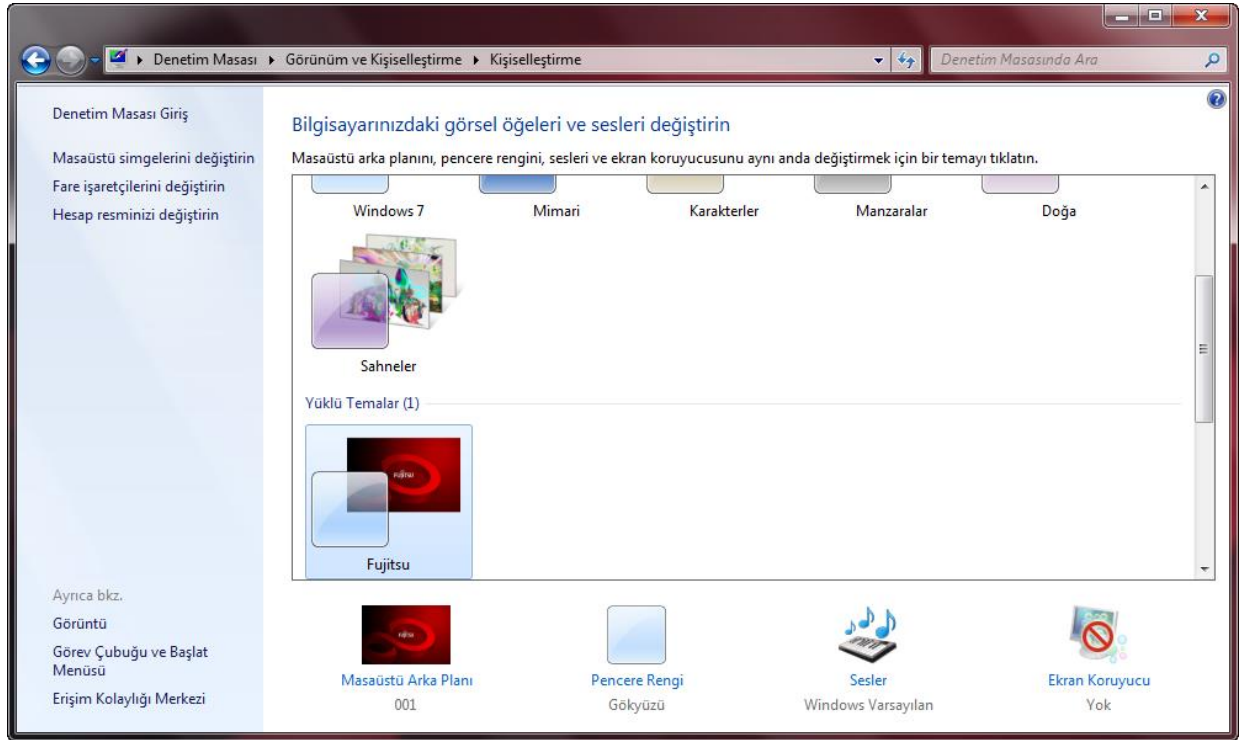 Denetim Masası Görünüm ve Kişiselleştirme Kişiselleştirme
Denetim Masasında Ara
Denetim Masası Giriş
Masaüstü simgelerini değiştirin
Fare işaretçilerini değiştirin
Hesap resminizi değiştirin
Bilgisayarınızdaki görsel öğeleri ve sesleri değiştirin
Masaüstü arka planını, pencere rengini, sesleri ve ekran koruyucusunu aynı anda değiştirmek için bir temayı tıklatın.
Windows 7 Mimari Karakterler Manzaralar Doğa
Sahneler
Yüklü Temalar (1)
FUJITSU
Fujitsu
Ayrıca bkz.
Görüntü
Görev Çubuğu ve Başlat
Menüsü
Erişim Kolaylığı Merkezi
FUJITSU
Masaüstü Arka Planı
001
Pencere Rengi
Gökyüzü
Sesler
Windows Varsayılan
Ekran Koruyucu
Yok